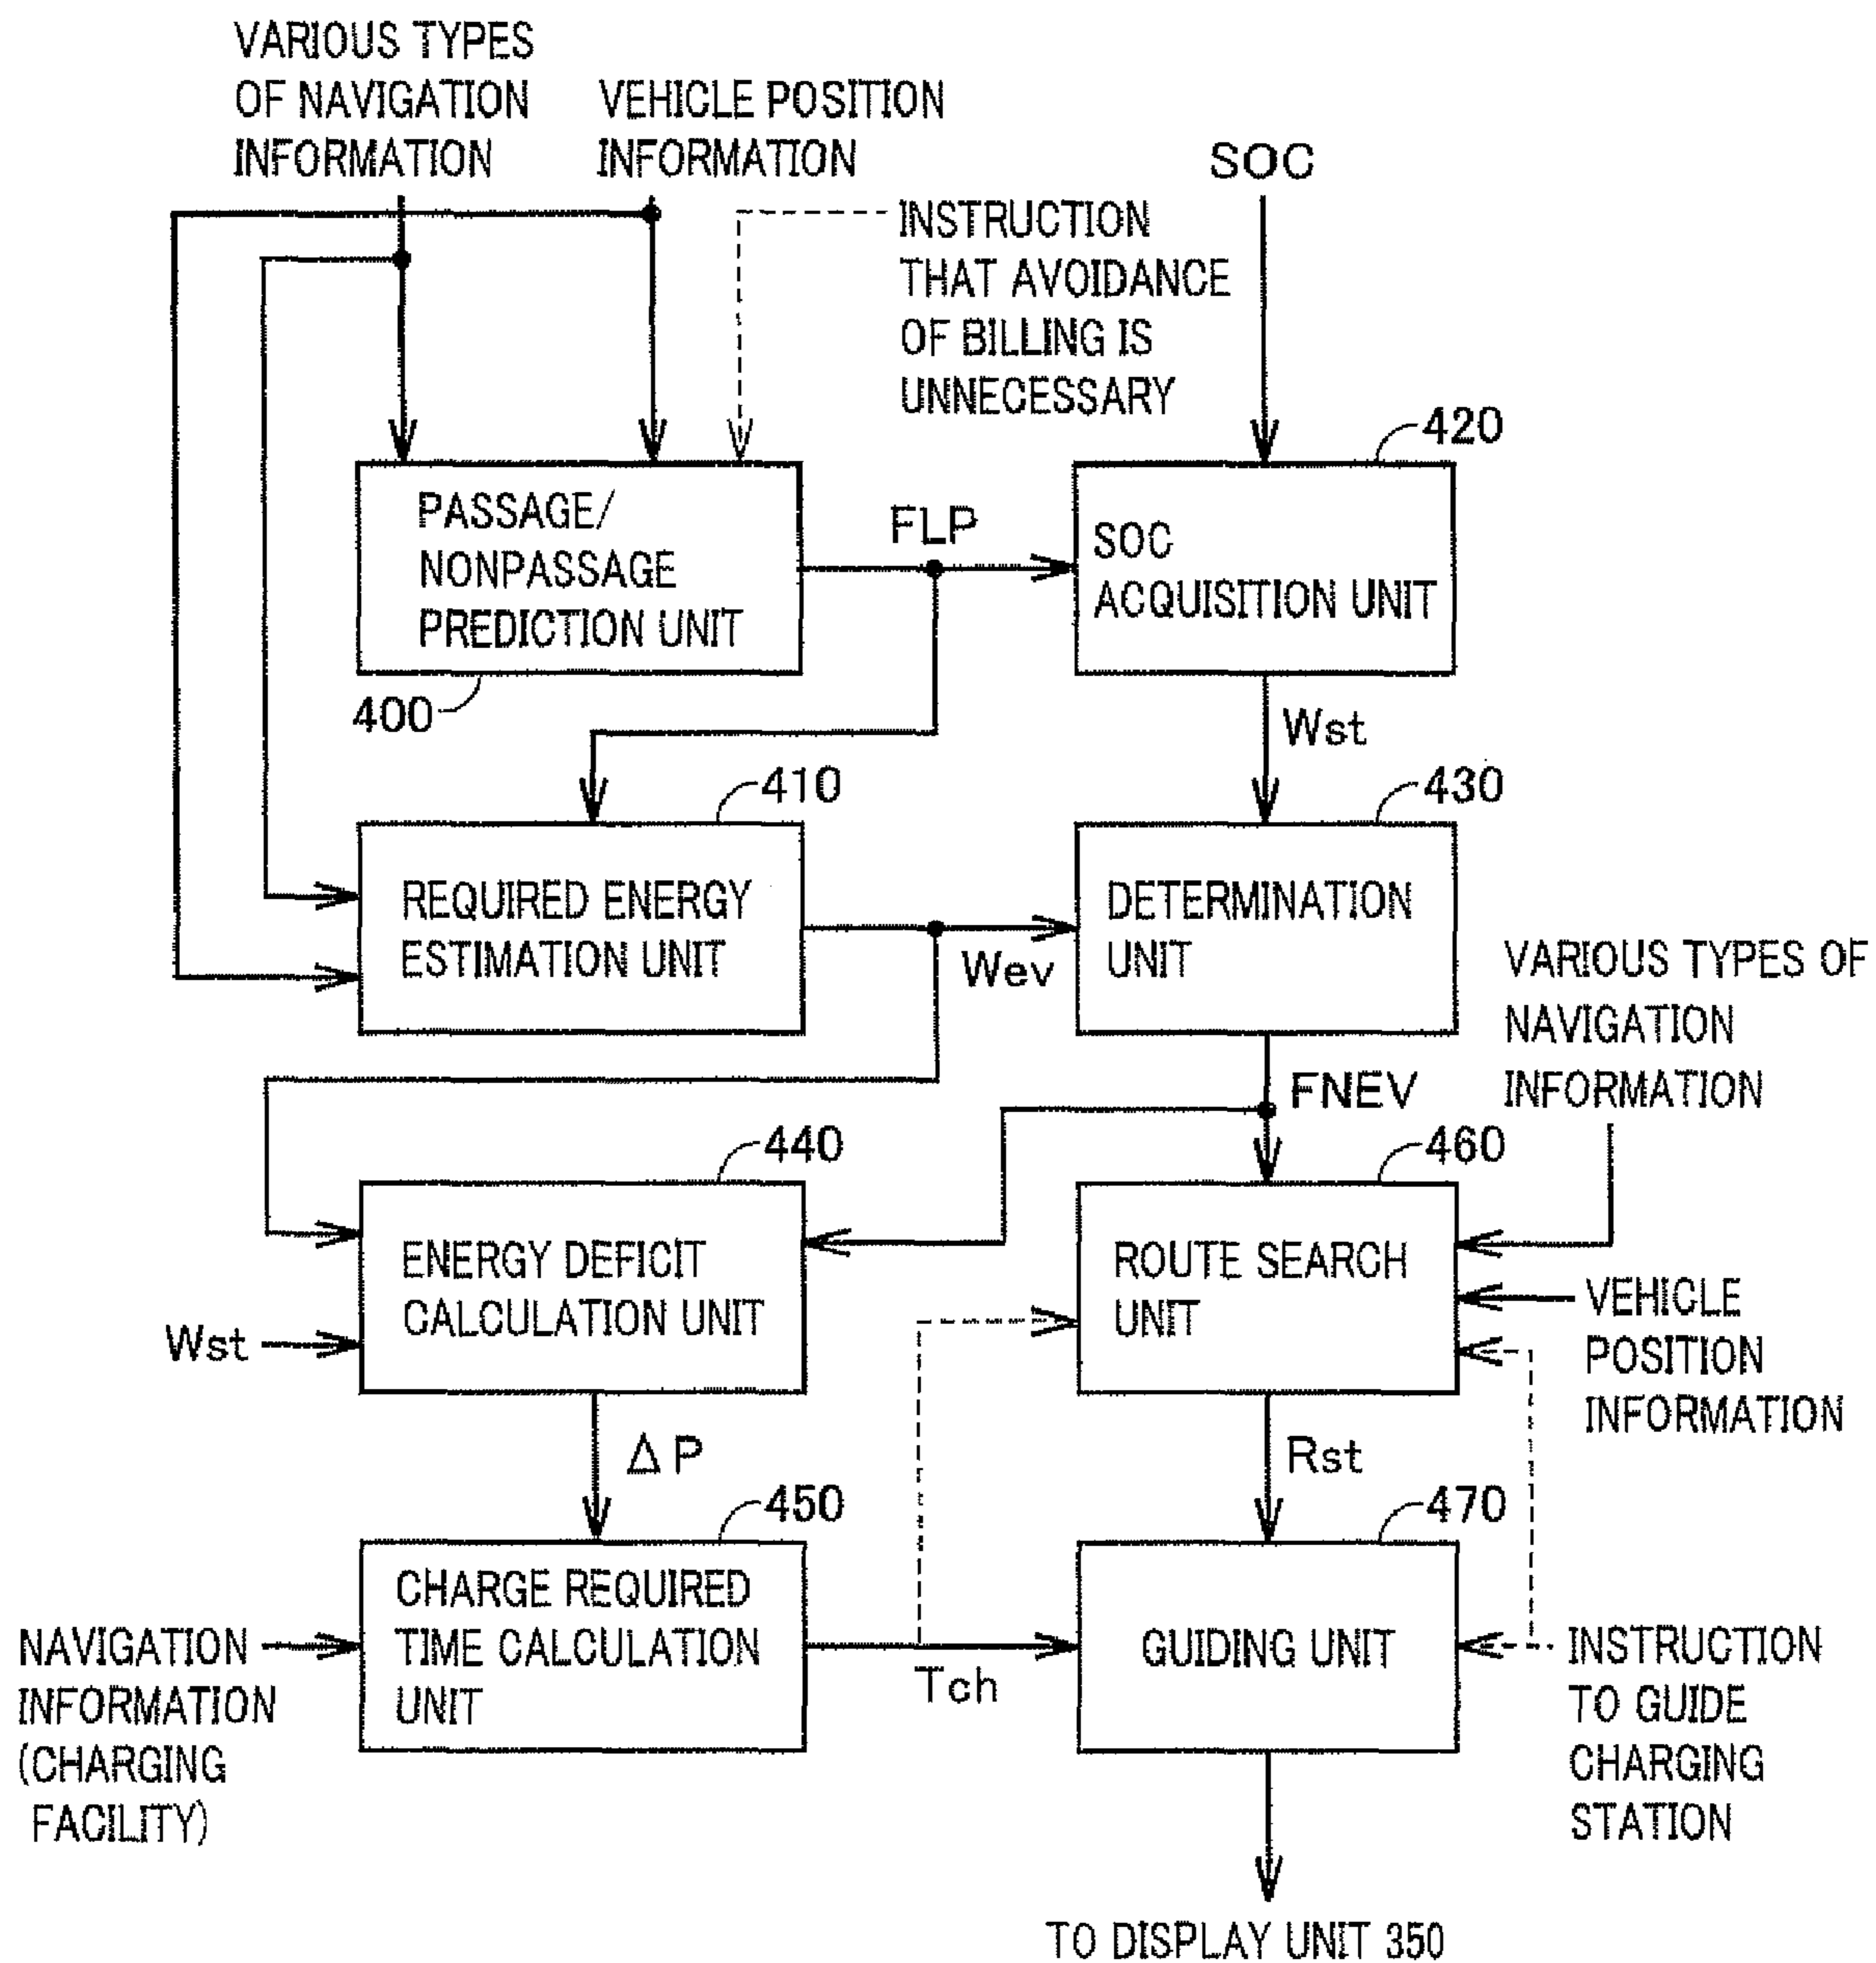 VARIOUS TYPES
OF NAVIGATION
INFORMATION
VEHICLE POSITION
INFORMATION
SOC
INSTRUCTION
THAT AVOIDANCE
OF BILLING IS
UNNECESSARY
420
PASSAGE/
NONPASSAGE
PREDICTION UNIT
FLP
SOC
ACQUISITION UNIT
400
Wst
410
430
REQUIRED ENERGY
ESTIMATION UNIT
Wev
DETERMINATION
UNIT
VARIOUS TYPES OF
NAVIGATION
INFORMATION
FNEV
440
460
ENERGY DEFICIT
CALCULATION UNIT
ROUTE SEARCH
UNIT
Wst
VEHICLE
POSITION
INFORMATION
ΔP
Rst
450
470
CHARGE REQUIRED
TIME CALCULATION
UNIT
NAVIGATION
INFORMATION
(CHARGING
FACILITY)
Tch
GUIDING UNIT
INSTRUCTION
TO GUIDE
CHARGING
STATION
TO DISPLAY UNIT 350